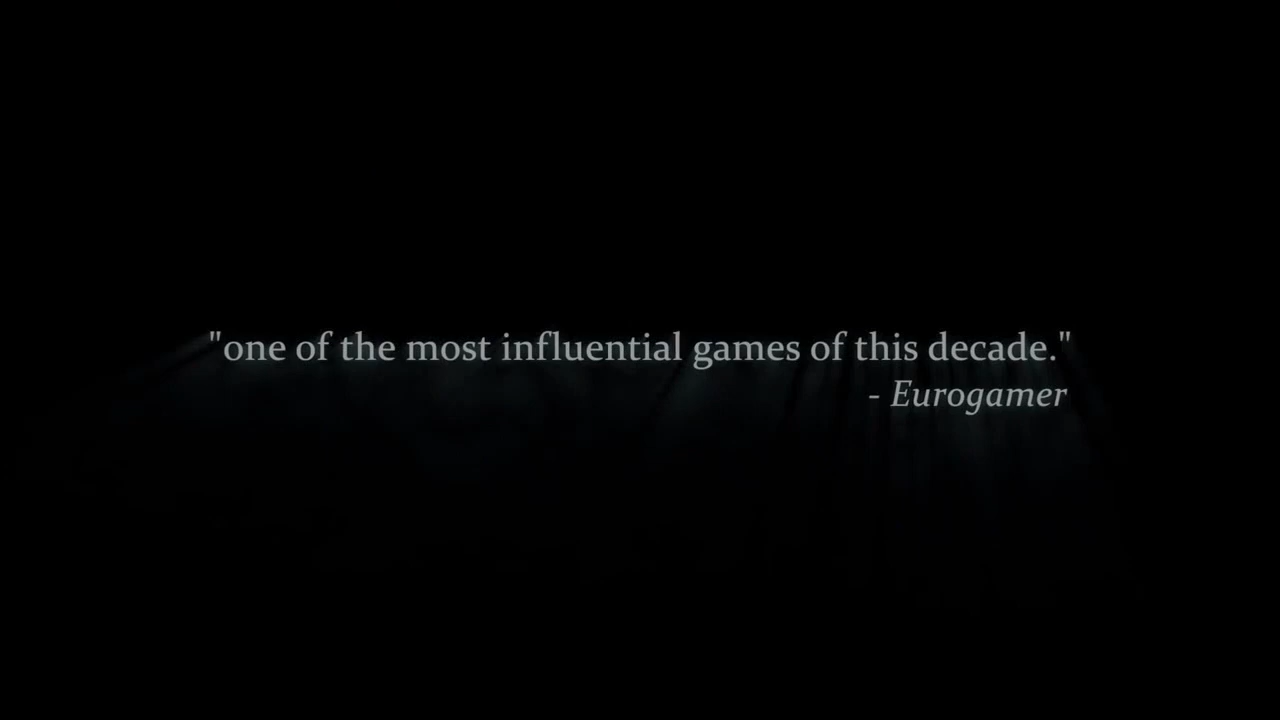 "one of the most influential games of this decade."
- Eurogamer